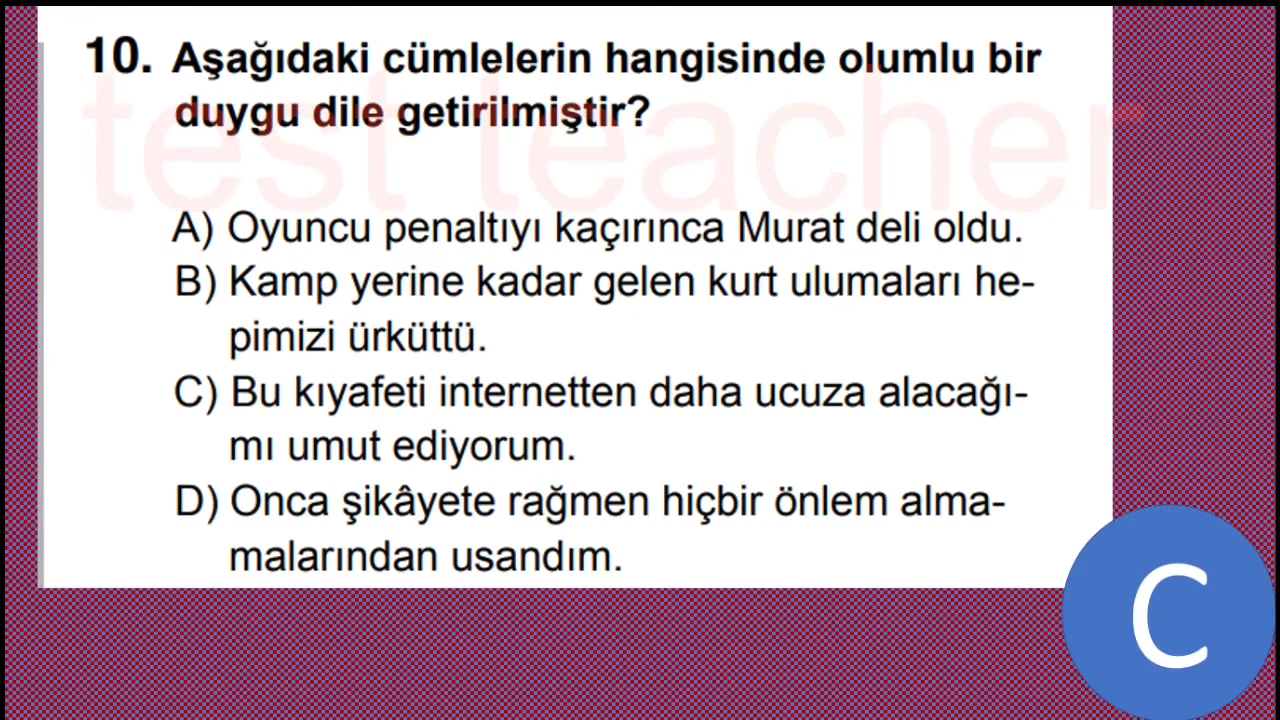 10. Aşağıdaki cümlelerin hangisinde olumlu bir
duygu dile getirilmiştir?
test teacher
A) Oyuncu penaltıyı kaçırınca Murat deli oldu.
B) Kamp yerine kadar gelen kurt ulumaları he-
pimizi ürküttü.
C) Bu kıyafeti internetten daha ucuza alacağı-
mı umut ediyorum.
D) Onca şikâyete rağmen hiçbir önlem alma-
malarından usandım.
C